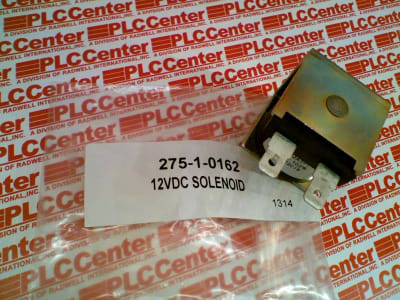 PLCCenter
A DIVISION OF RADWELL INTERNATIONAL, INC.
275-1-0162
12VDC SOLENOID
1314